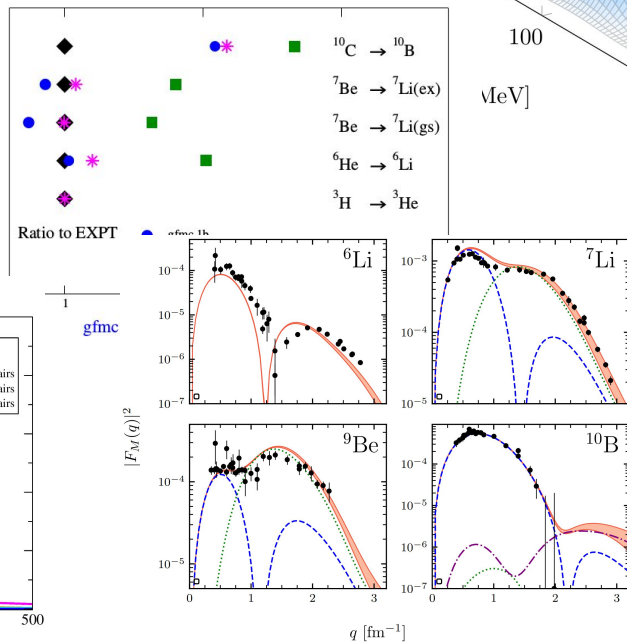 100
MeV]
¹⁰C → ¹⁰B
⁷Be → ⁷Li(ex)
⁷Be → ⁷Li(gs)
⁶He → ⁶Li
³H → ³He
Ratio to EXPT
1
gfmc
airs
airs
airs
500
|F_M(q)|²
⁶Li
10⁻⁴
10⁻⁵
10⁻⁶
10⁻⁷
⁷Li
10⁻³
10⁻⁴
10⁻⁵
⁹Be
10⁻⁴
10⁻⁵
0 1 2 3
¹⁰B
10⁻⁴
10⁻⁵
10⁻⁶
10⁻⁷
0 1 2 3
q [fm⁻¹]